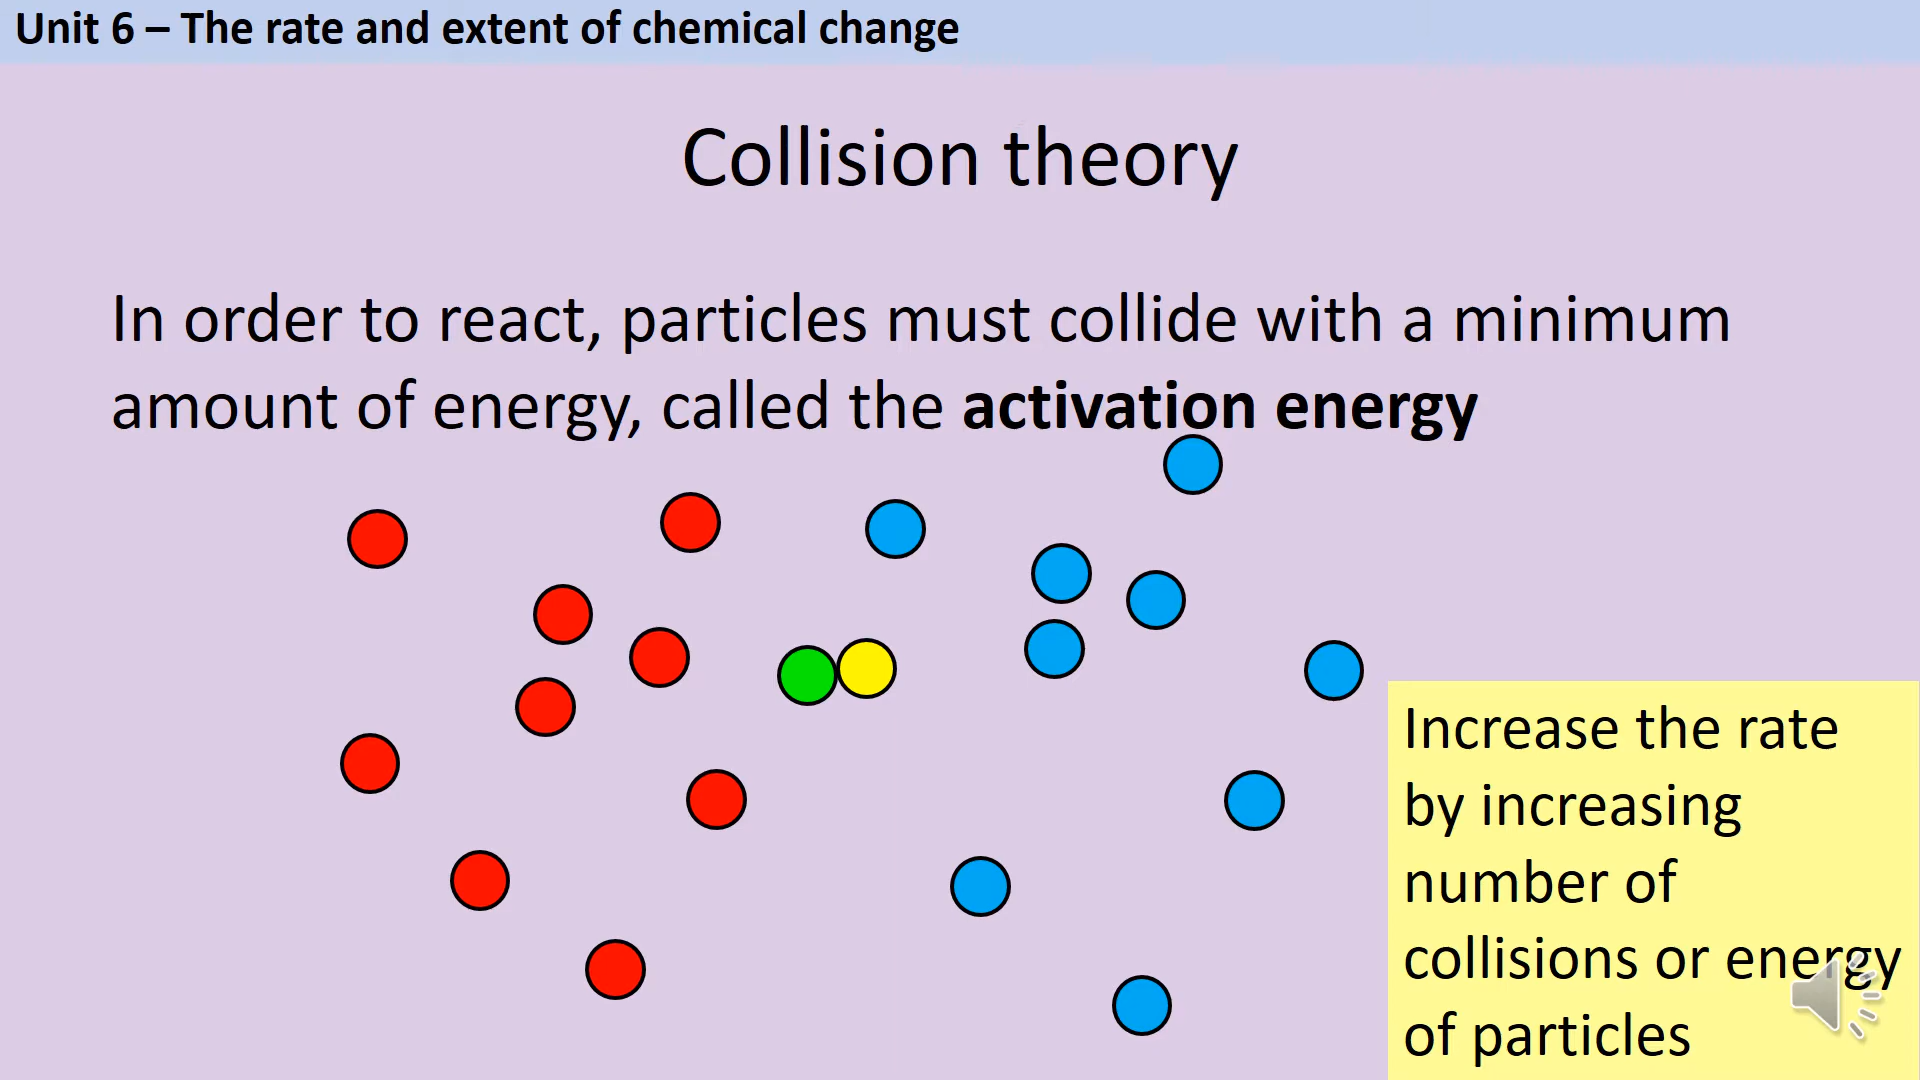 Unit 6 – The rate and extent of chemical change
Collision theory
In order to react, particles must collide with a minimum
amount of energy, called the activation energy
Increase the rate
by increasing
number of
collisions or energy
of particles